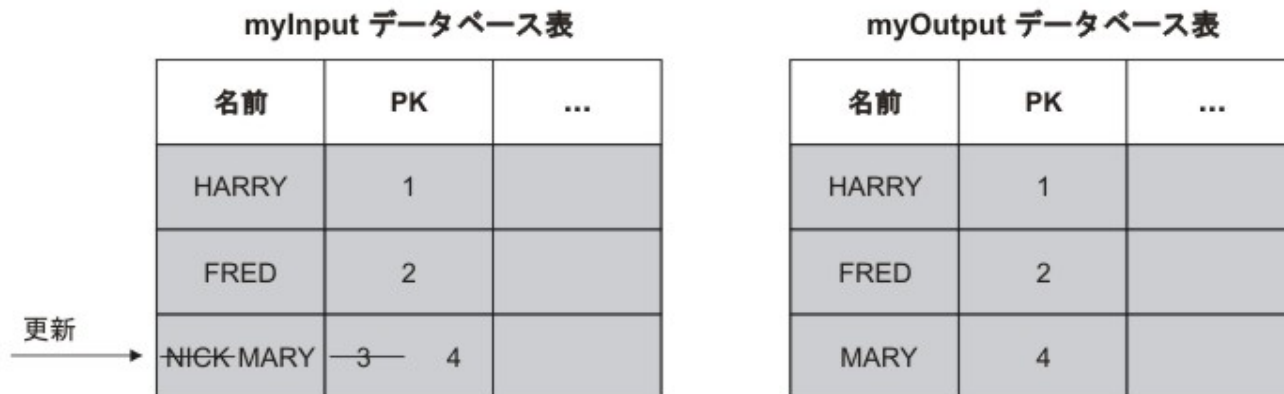 myInput データベース表
名前 PK ...
HARRY 1
FRED 2
更新
NICK MARY 3 4
myOutput データベース表
名前 PK ...
HARRY 1
FRED 2
MARY 4